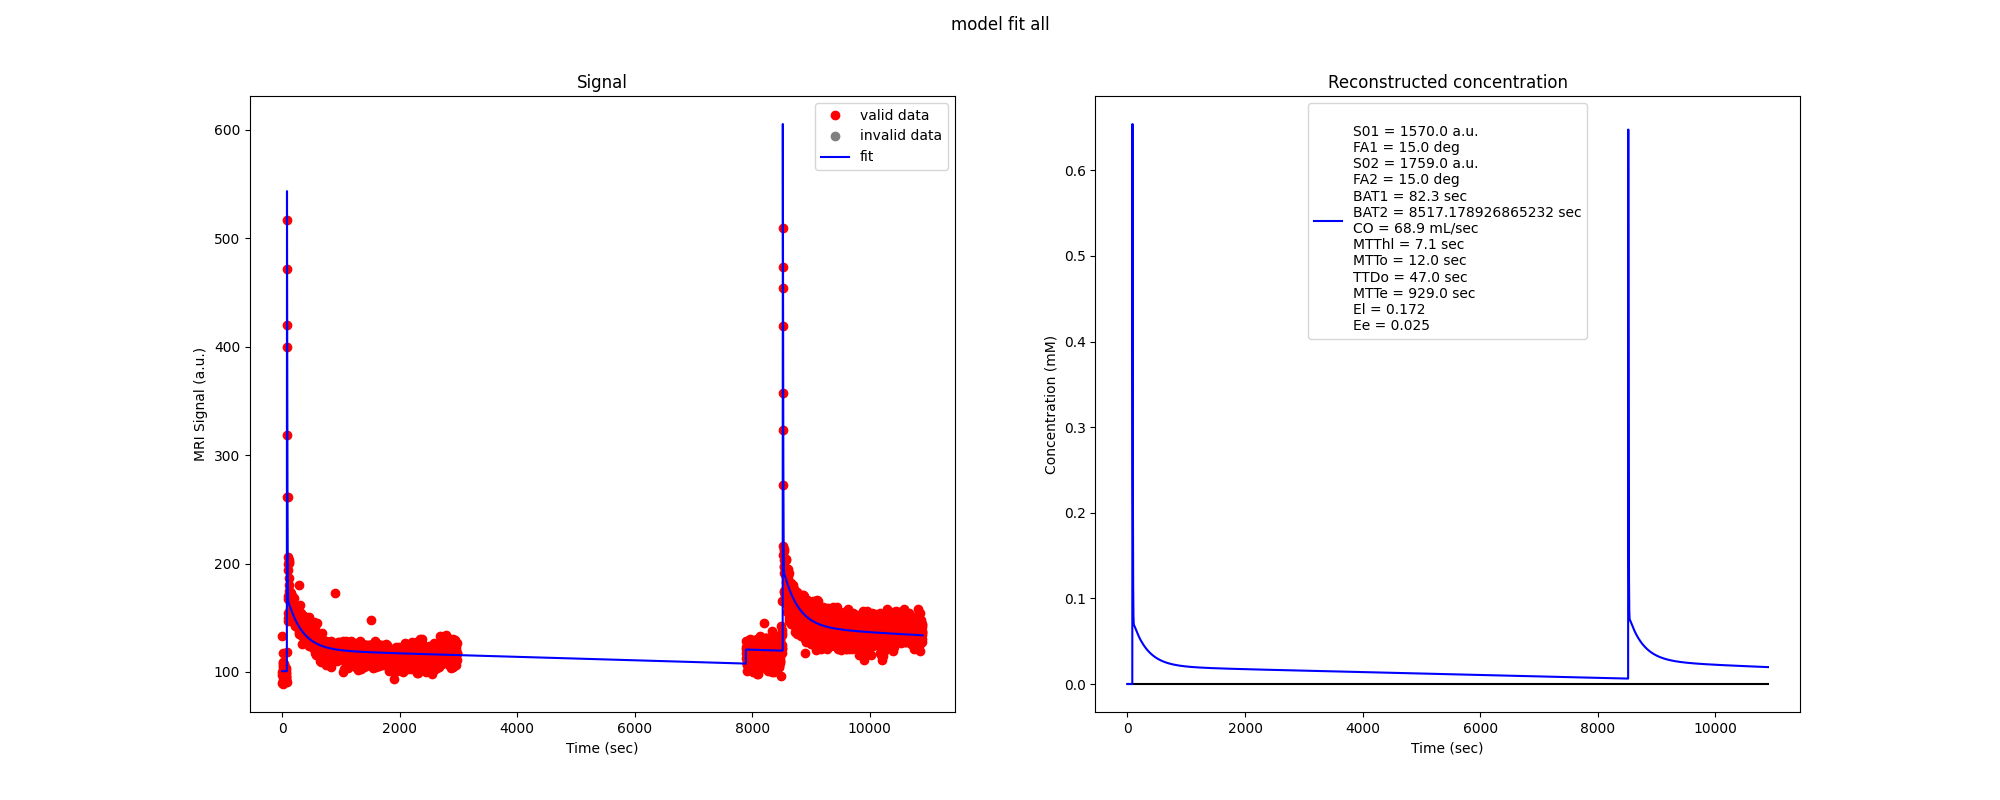 model fit all
Signal
MRI Signal (a.u.)
600
500
400
300
200
100
0
2000
4000
6000
8000
10000
Time (sec)
valid data
invalid data
fit
Reconstructed concentration
Concentration (mM)
0.6
0.5
0.4
0.3
0.2
0.1
0.0
0
2000
4000
6000
8000
10000
Time (sec)
S01 = 1570.0 a.u.
FA1 = 15.0 deg
S02 = 1759.0 a.u.
FA2 = 15.0 deg
BAT1 = 82.3 sec
BAT2 = 8517.178926865232 sec
CO = 68.9 mL/sec
MTThl = 7.1 sec
MTTo = 12.0 sec
TTDo = 47.0 sec
MTTe = 929.0 sec
El = 0.172
Ee = 0.025